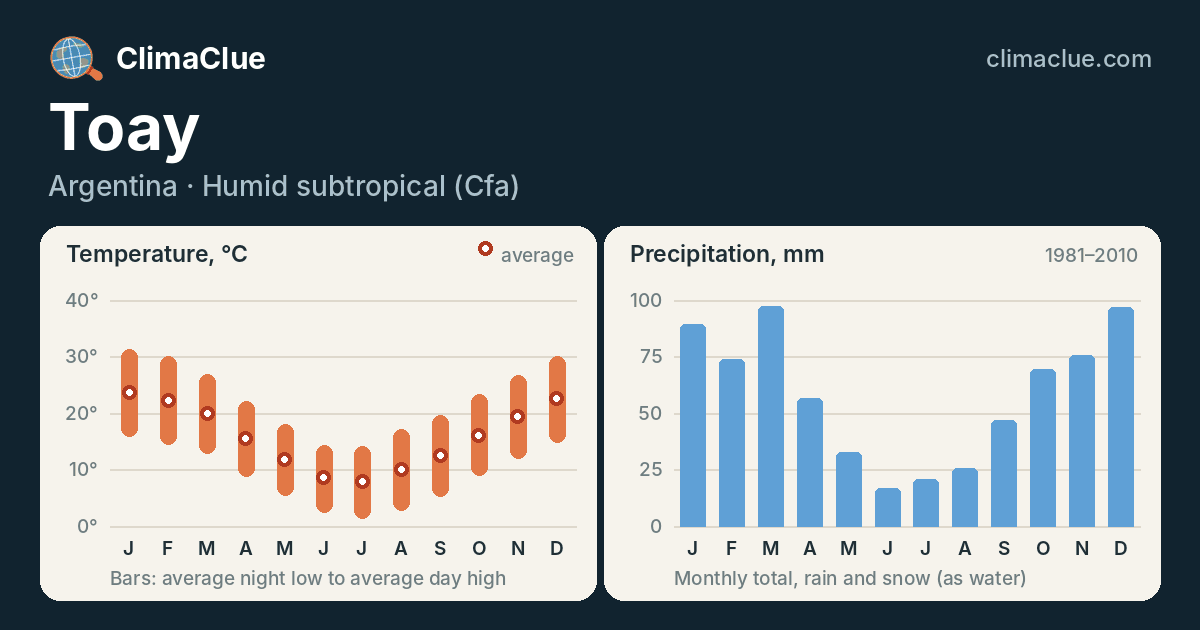 ClimaClue
climaclue.com
Toay
Argentina · Humid subtropical (Cfa)
Temperature, °C
average
40°
30°
20°
10°
0°
J F M A M J J A S O N D
Bars: average night low to average day high
Precipitation, mm
1981–2010
100
75
50
25
0
J F M A M J J A S O N D
Monthly total, rain and snow (as water)